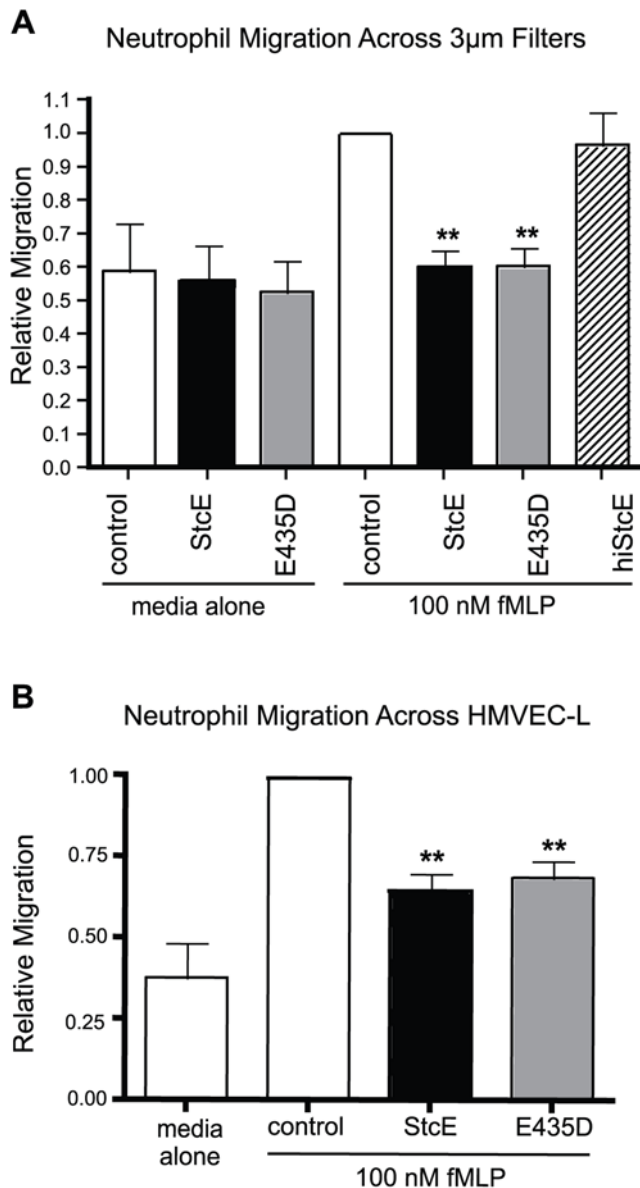 A
Neutrophil Migration Across 3µm Filters
Relative Migration
1.1
1.0
0.9
0.8
0.7
0.6
0.5
0.4
0.3
0.2
0.1
0.0
** **
control StcE E435D control StcE E435D hiStcE
media alone 100 nM fMLP
B
Neutrophil Migration Across HMVEC-L
Relative Migration
1.00
0.75
0.50
0.25
0.00
** **
media alone control StcE E435D
100 nM fMLP